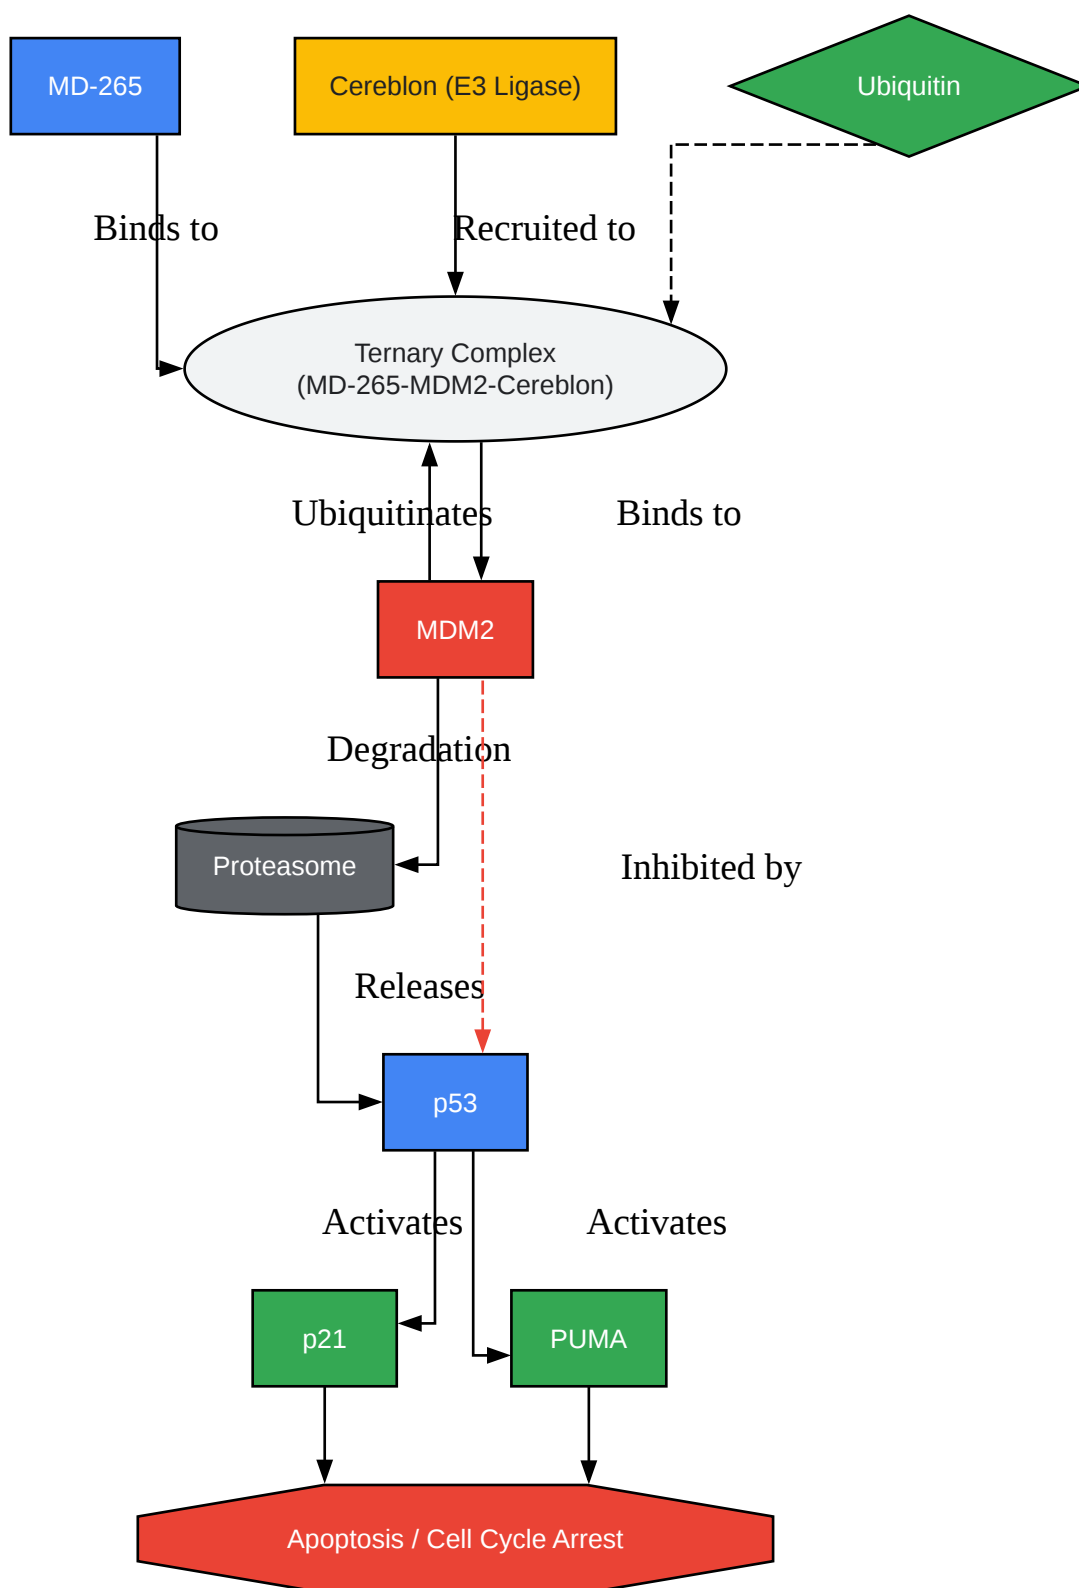 MD-265
Cereblon (E3 Ligase)
Ubiquitin
Binds to
Recruited to
Ternary Complex
(MD-265-MDM2-Cereblon)
Ubiquitinates
Binds to
MDM2
Degradation
Proteasome
Inhibited by
Releases
p53
Activates
Activates
p21
PUMA
Apoptosis / Cell Cycle Arrest